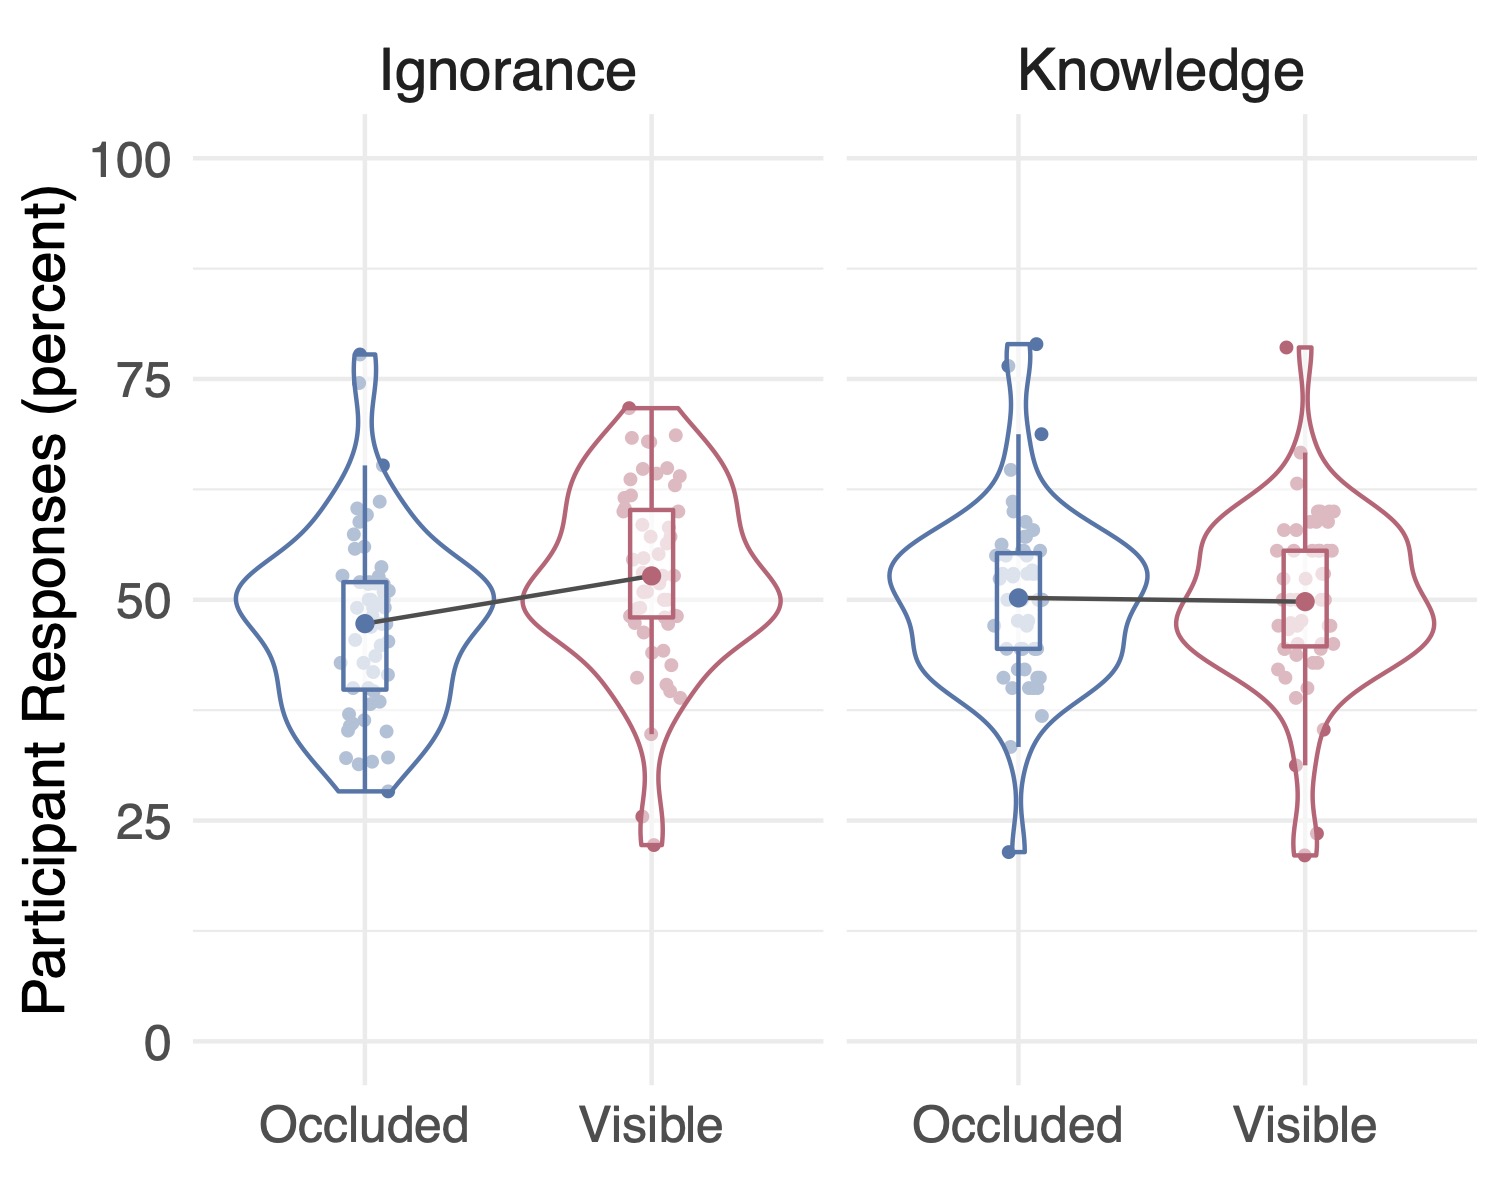 Ignorance Knowledge
Participant Responses (percent)
100
75
50
25
0
Occluded Visible Occluded Visible